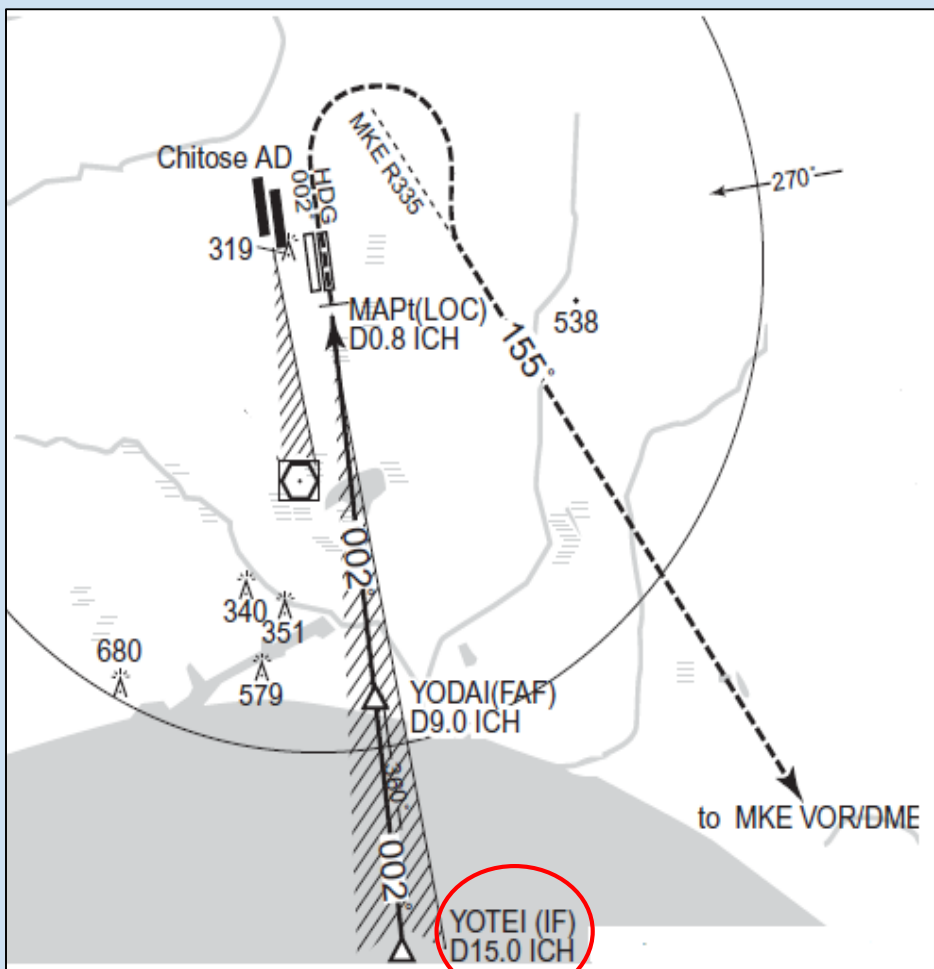 Chitose AD
HDG
002°
MKE R335
270°
319
MAPt(LOC)
D0.8 ICH
538
155°
002°
340
351
680
579
YODAI(FAF)
D9.0 ICH
360°
to MKE VOR/DME
002°
YOTEI (IF)
D15.0 ICH